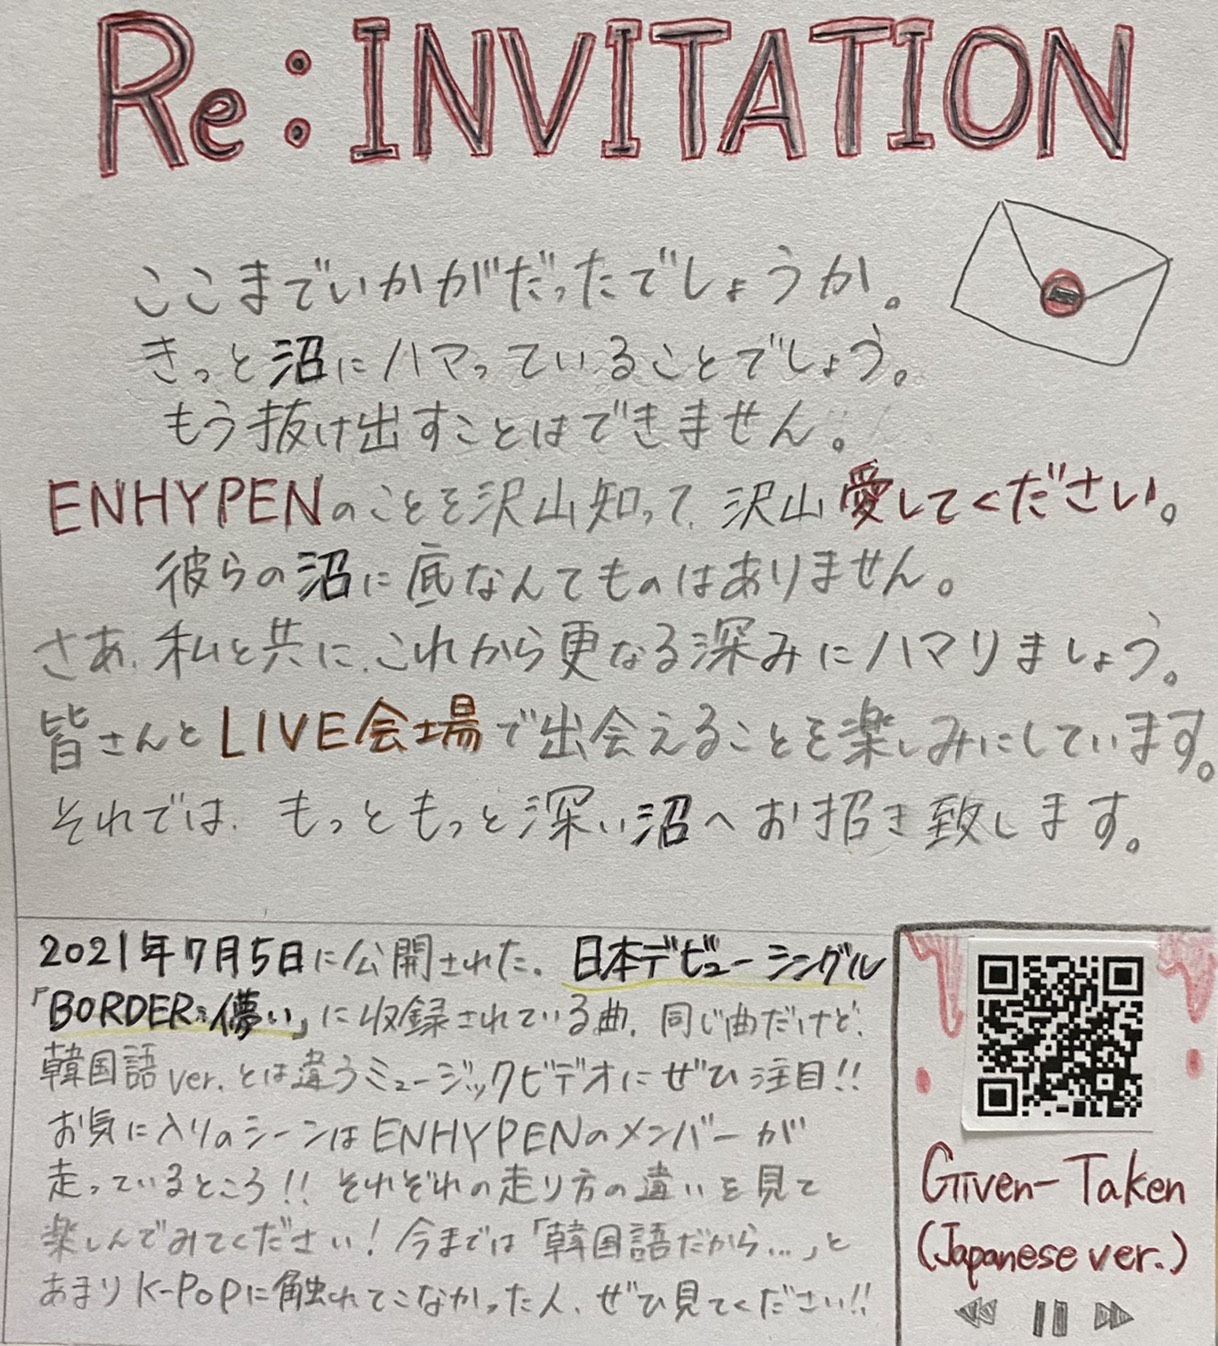 Re:INVITATION
ここまでいかがだったでしょうか。
きっと沼にハマっていることでしょう。
もう抜け出すことはできません。
ENHYPENのことを沢山知って、沢山愛してください。
彼らの沼に底なんてものはありません。
さあ、私と共に、これから更なる深みにハマりましょう。
皆さんとLIVE会場で出会えることを楽しみにしています。
それでは、もっともっと深い沼へお招き致します。
2021年7月5日に公開された、日本デビューシングル
「BORDER:儚い」に収録されている曲。同じ曲だけど、
韓国語ver.とは違うミュージックビデオにぜひ注目!!
お気に入りのシーンはENHYPENのメンバーが
走っているところ!!それぞれの走り方の違いを見て
楽しんでみてください!今まで「韓国語だから…」と
あまりK-POPに触れてこなかった人、ぜひ見てください!!
Given-Taken
(Japanese ver.)